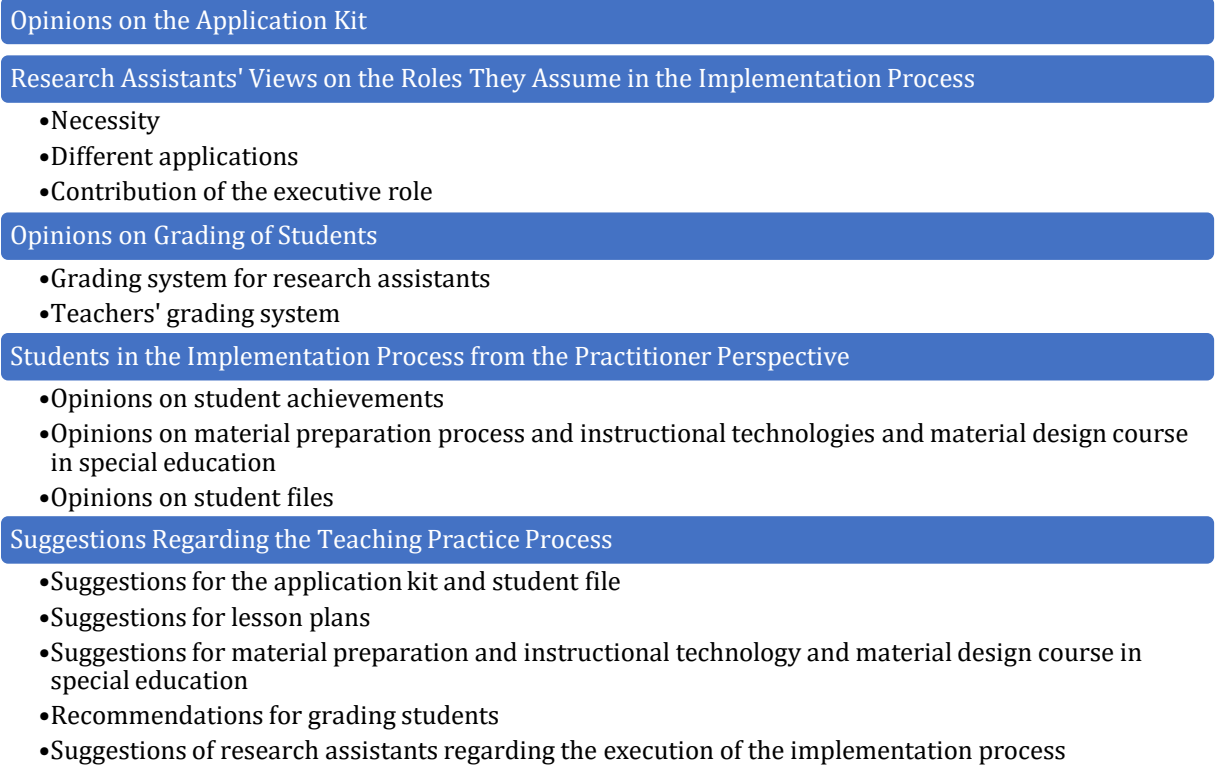 Opinions on the Application Kit
Research Assistants' Views on the Roles They Assume in the Implementation Process
•Necessity
•Different applications
•Contribution of the executive role
Opinions on Grading of Students
•Grading system for research assistants
•Teachers' grading system
Students in the Implementation Process from the Practitioner Perspective
•Opinions on student achievements
•Opinions on material preparation process and instructional technologies and material design course
in special education
•Opinions on student files
Suggestions Regarding the Teaching Practice Process
•Suggestions for the application kit and student file
•Suggestions for lesson plans
•Suggestions for material preparation and instructional technology and material design course in
special education
•Recommendations for grading students
•Suggestions of research assistants regarding the execution of the implementation process